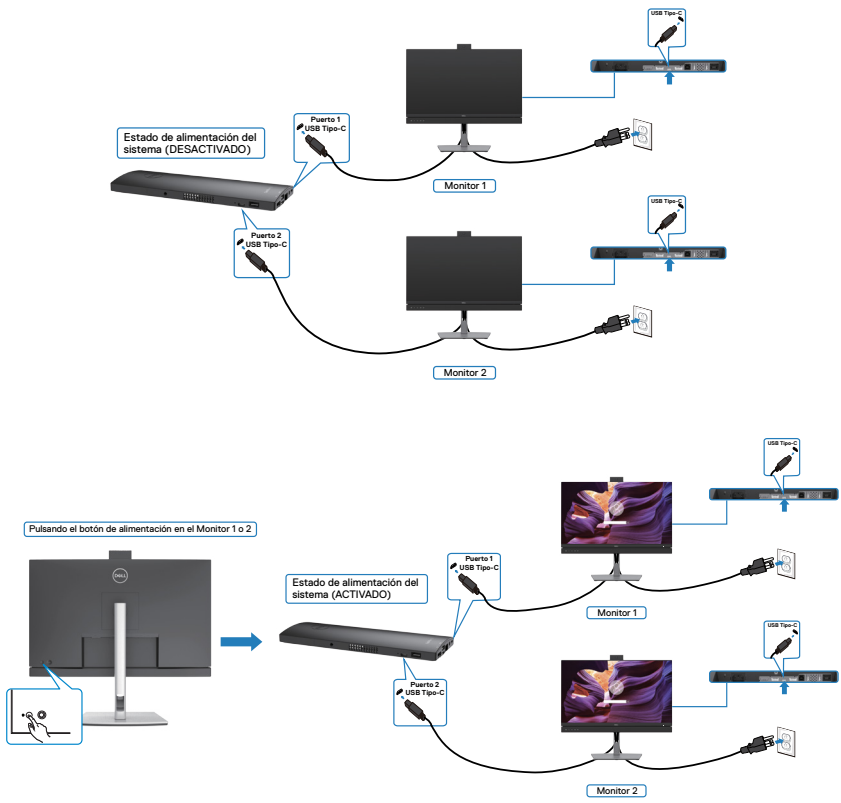 USB Tipo-C
Puerto 1
USB Tipo-C
Estado de alimentación del
sistema (DESACTIVADO)
Monitor 1
USB Tipo-C
Puerto 2
USB Tipo-C
Monitor 2
USB Tipo-C
Pulsando el botón de alimentación en el Monitor 1 o 2
DELL
Puerto 1
USB Tipo-C
Estado de alimentación del
sistema (ACTIVADO)
Monitor 1
USB Tipo-C
Puerto 2
USB Tipo-C
Monitor 2